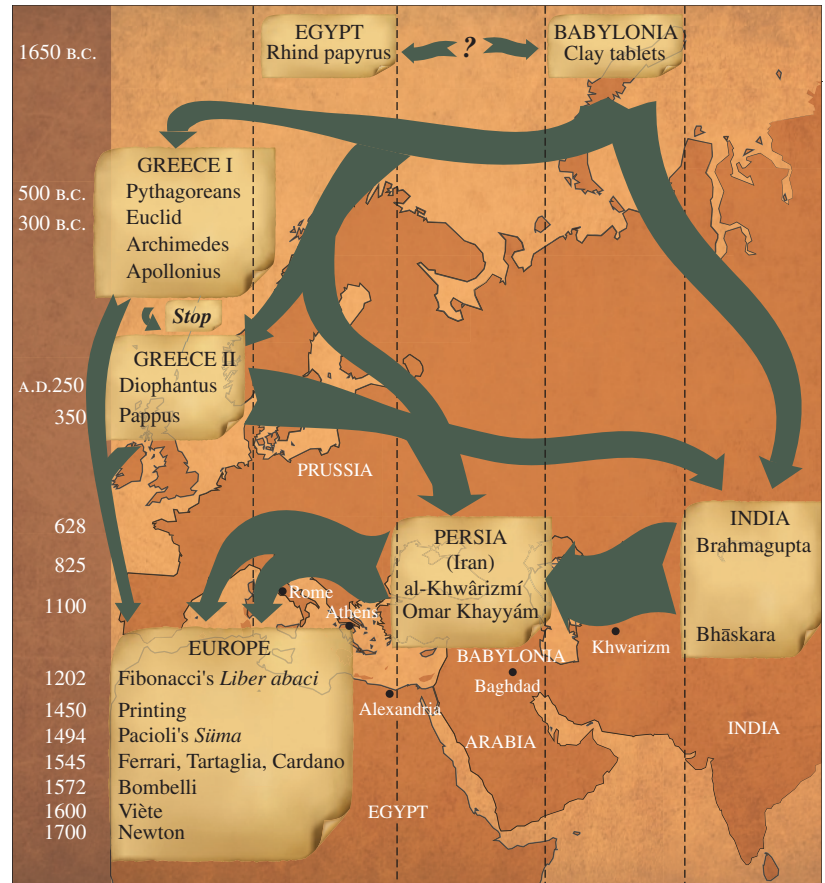 1650 B.C.
EGYPT
Rhind papyrus
?
BABYLONIA
Clay tablets
500 B.C.
300 B.C.
GREECE I
Pythagoreans
Euclid
Archimedes
Apollonius
Stop
A.D.250
350
GREECE II
Diophantus
Pappus
PRUSSIA
628
825
1100
PERSIA
(Iran)
al-Khwârizmí
Omar Khayyám
INDIA
Brahmagupta
Bhāskara
Rome
Athens
BABYLONIA
Baghdad
Khwarizm
Alexandria
ARABIA
INDIA
EGYPT
EUROPE
1202 Fibonacci's Liber abaci
1450 Printing
1494 Pacioli's Süma
1545 Ferrari, Tartaglia, Cardano
1572 Bombelli
1600 Viète
1700 Newton